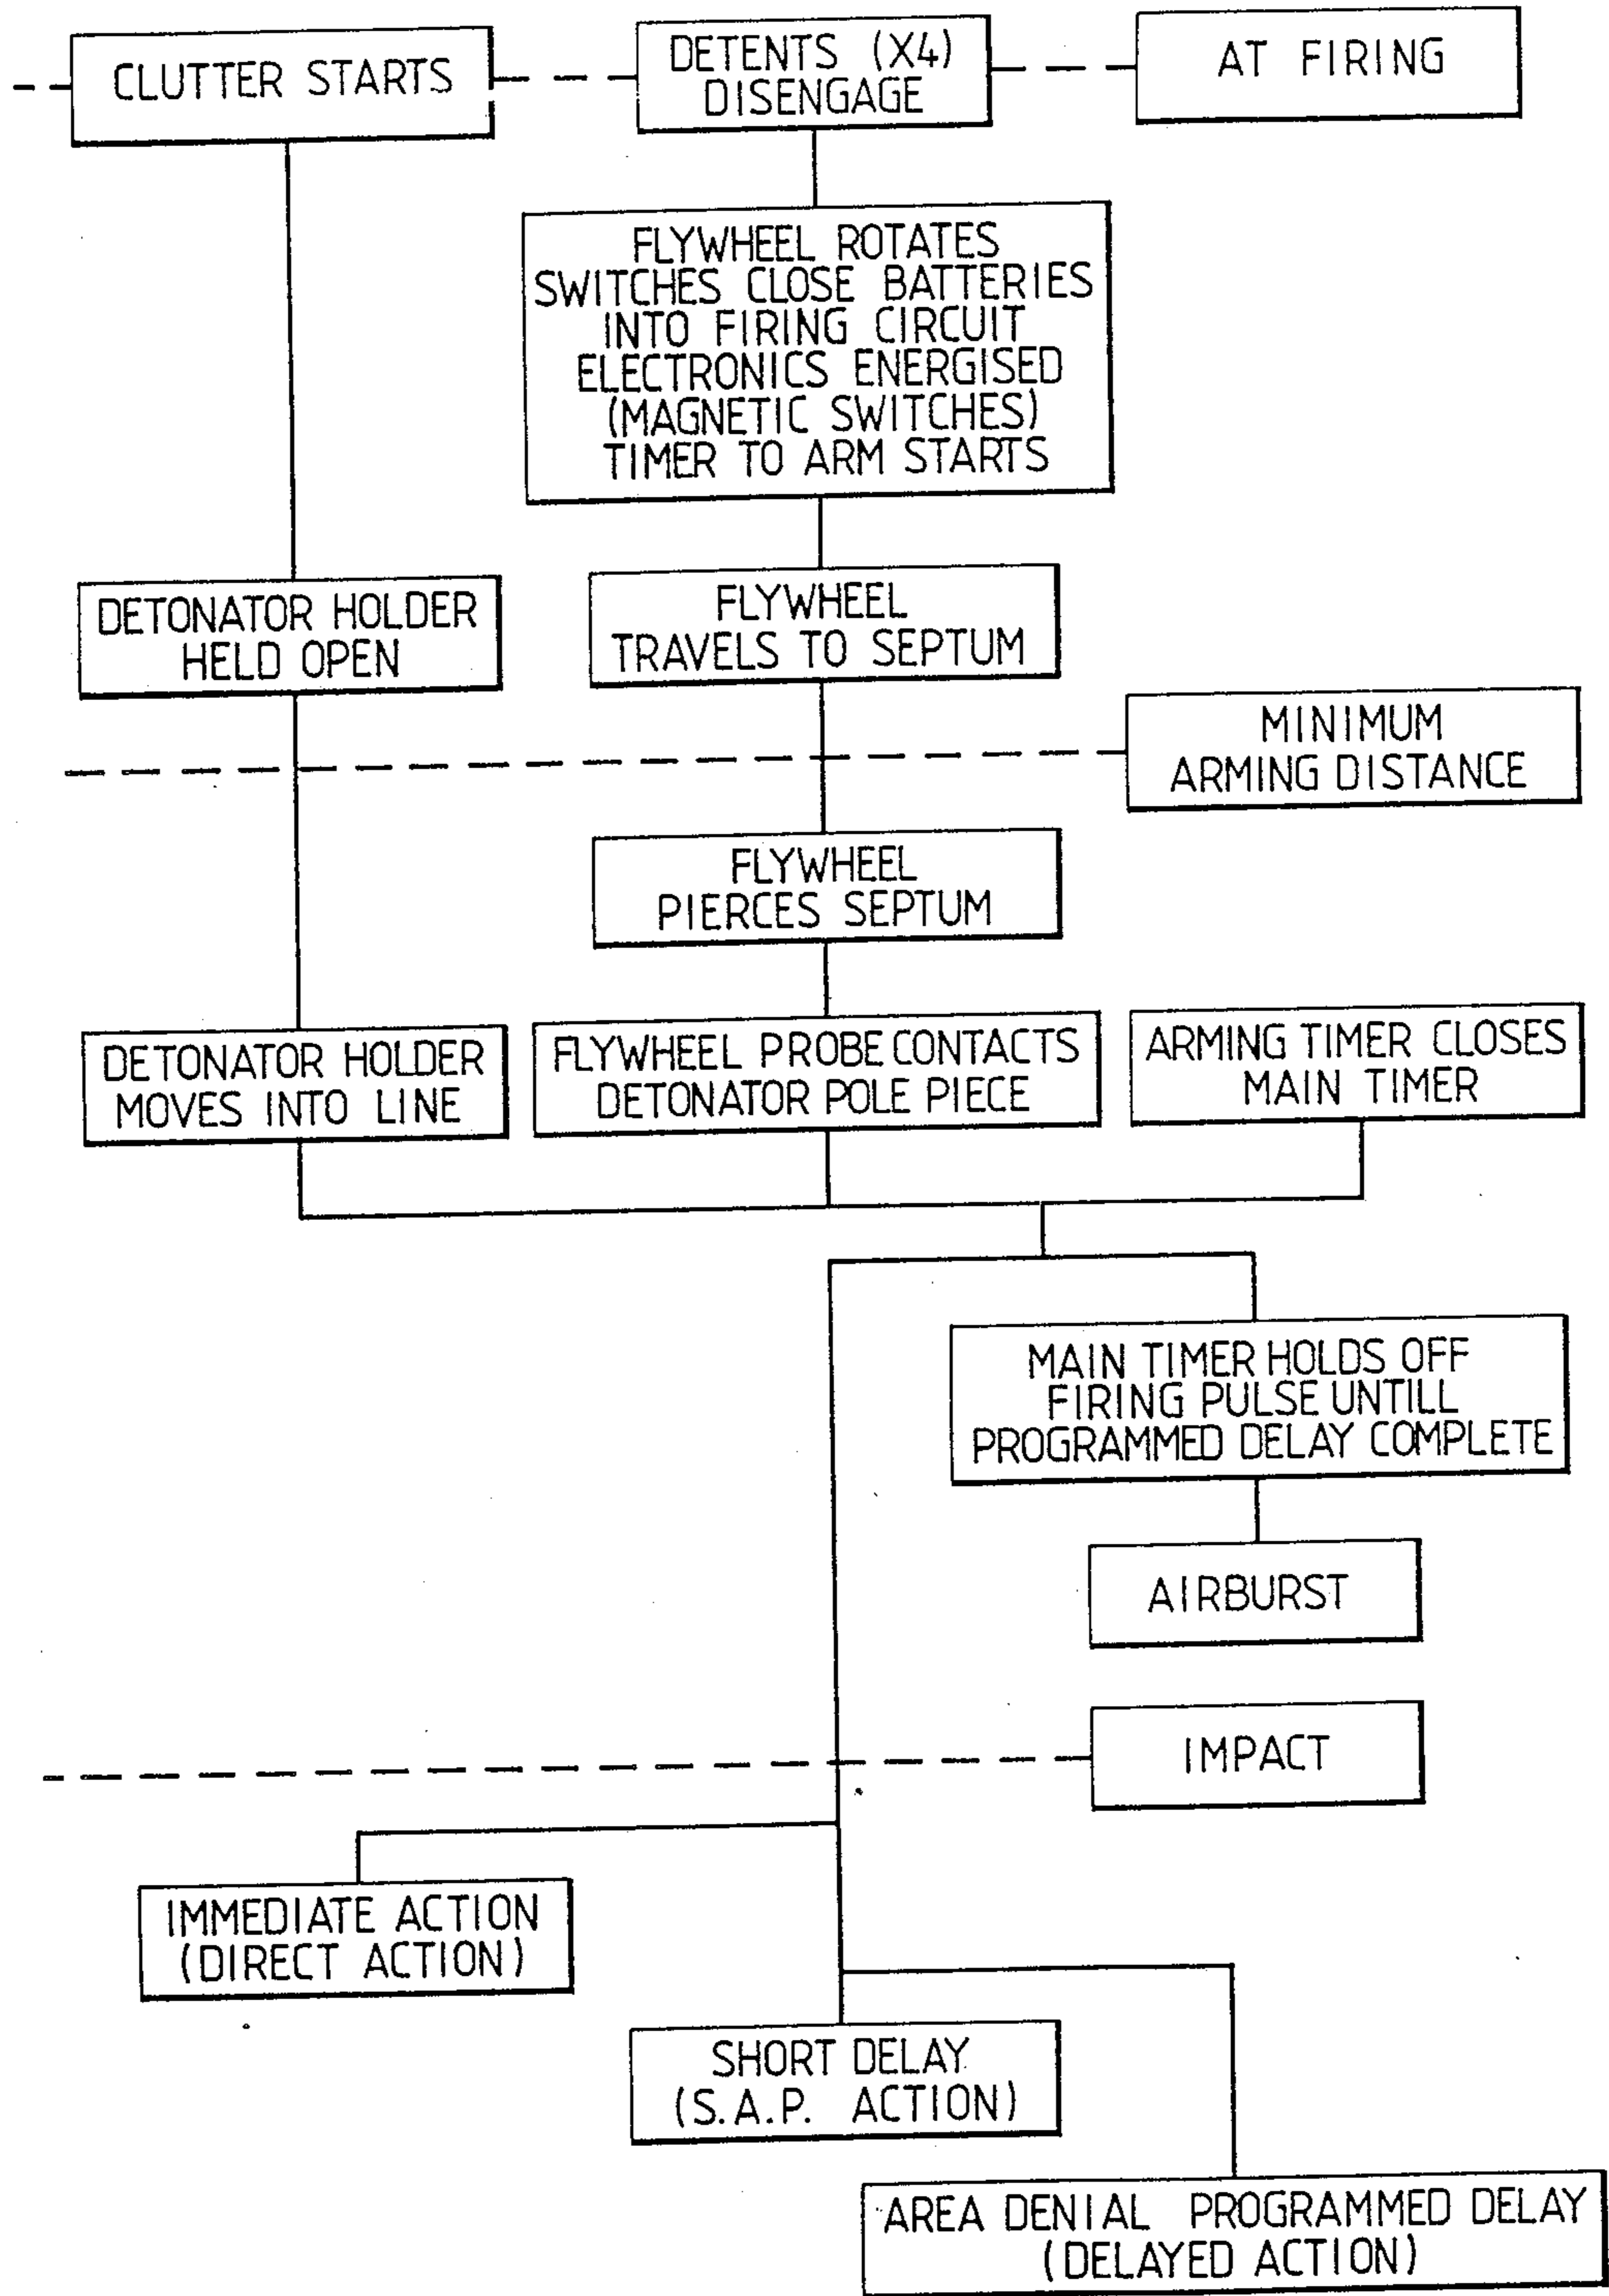 CLUTTER STARTS
DETENTS (X4)
DISENGAGE
AT FIRING
FLYWHEEL ROTATES
SWITCHES CLOSE BATTERIES
INTO FIRING CIRCUIT
ELECTRONICS ENERGISED
(MAGNETIC SWITCHES)
TIMER TO ARM STARTS
DETONATOR HOLDER
HELD OPEN
FLYWHEEL
TRAVELS TO SEPTUM
MINIMUM
ARMING DISTANCE
FLYWHEEL
PIERCES SEPTUM
DETONATOR HOLDER
MOVES INTO LINE
FLYWHEEL PROBE CONTACTS
DETONATOR POLE PIECE
ARMING TIMER CLOSES
MAIN TIMER
MAIN TIMER HOLDS OFF
FIRING PULSE UNTILL
PROGRAMMED DELAY COMPLETE
AIRBURST
IMPACT
IMMEDIATE ACTION
(DIRECT ACTION)
SHORT DELAY
(S.A.P. ACTION)
AREA DENIAL PROGRAMMED DELAY
(DELAYED ACTION)